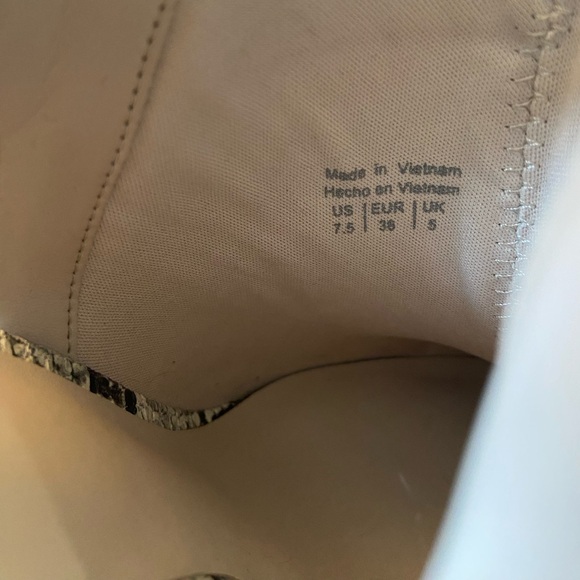 Made in Vietnam
Hecho en Vietnam
US | EUR | UK
7.5 | 38 | 5